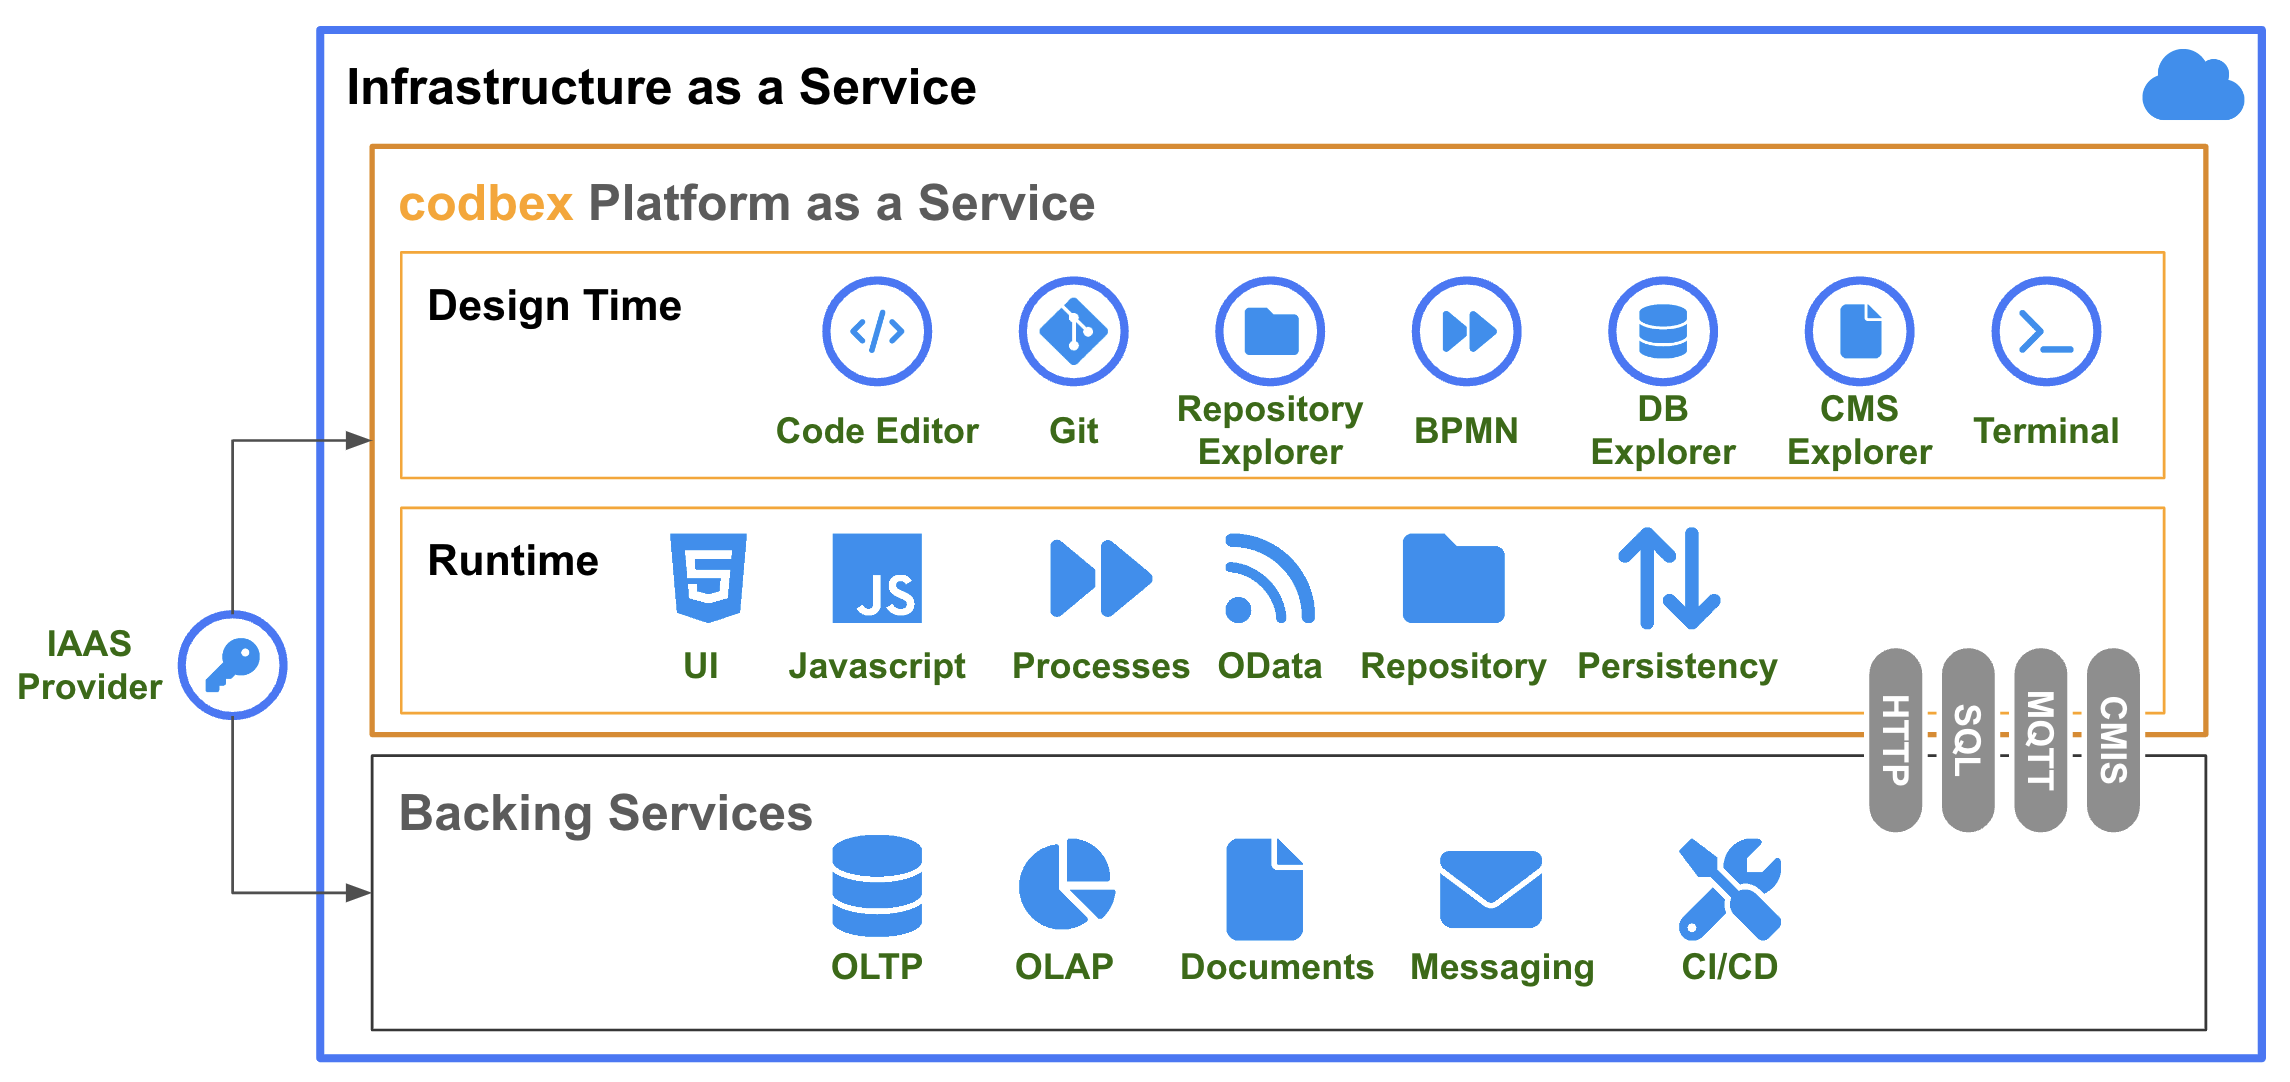 Infrastructure as a Service
codbex Platform as a Service
Design Time
Code Editor
Git
Repository
Explorer
BPMN
DB
Explorer
CMS
Explorer
Terminal
Runtime
JS
UI
Javascript
Processes
OData
Repository
Persistency
IAAS
Provider
HTTP
SQL
MQTT
CMIS
Backing Services
OLTP
OLAP
Documents
Messaging
CI/CD